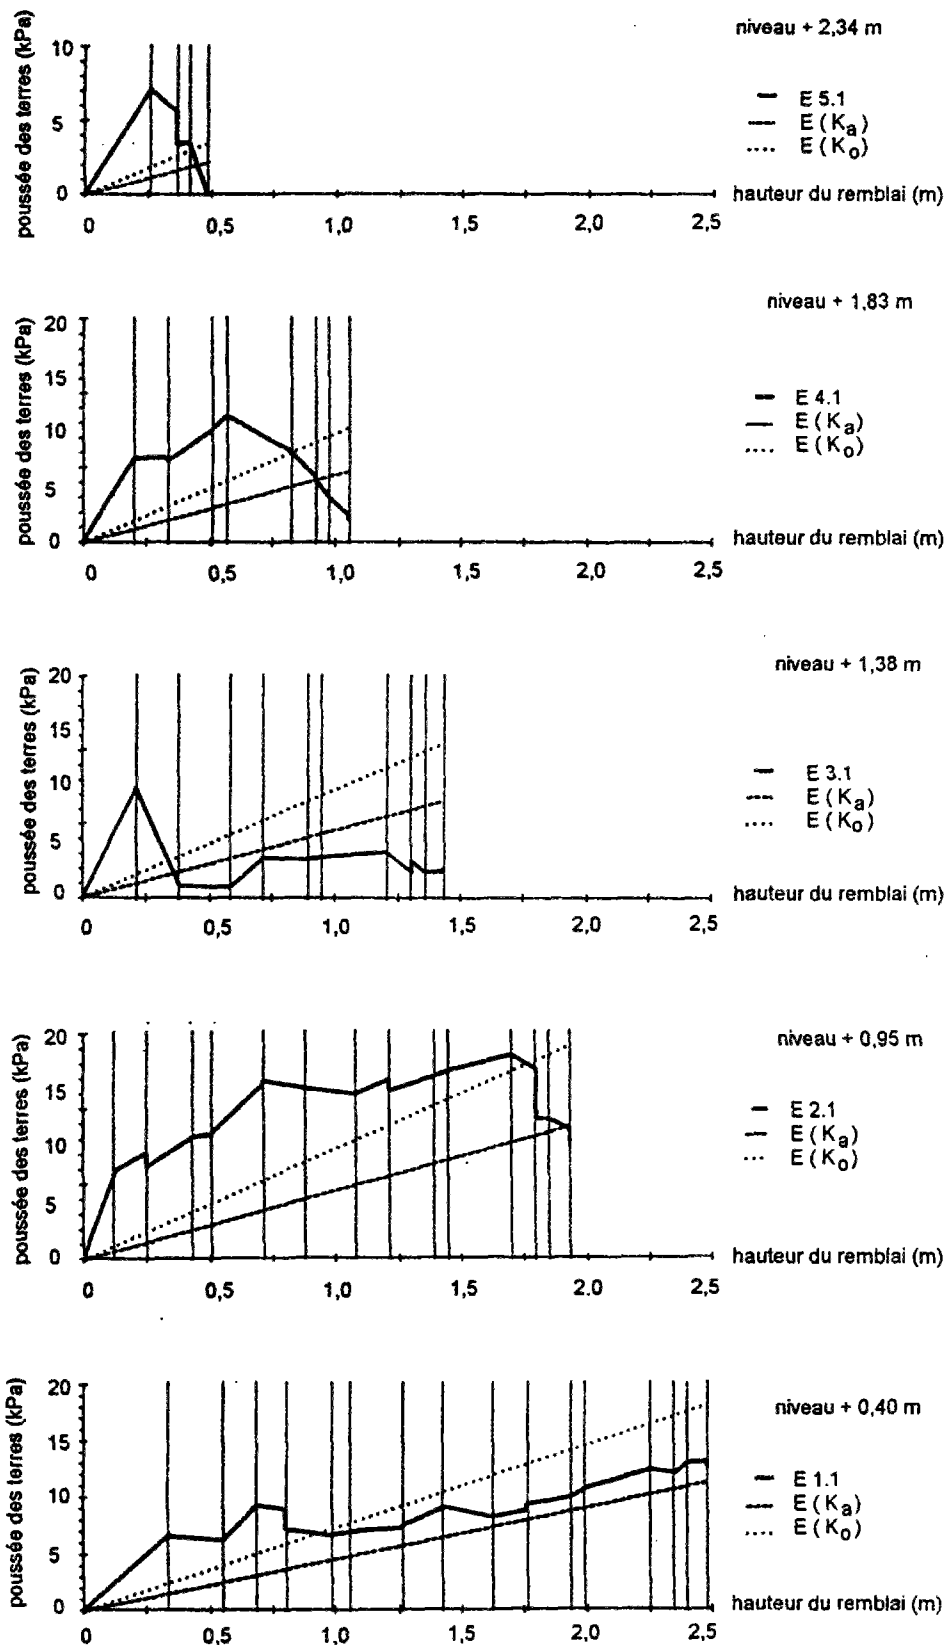 niveau + 2,34 m
poussée des terres (kPa)
10
5
0
E 5.1
E ( Ka )
E ( Ko )
hauteur du remblai (m)
0 0,5 1,0 1,5 2,0 2,5
niveau + 1,83 m
poussée des terres (kPa)
20
15
10
5
0
E 4.1
E ( Ka )
E ( Ko )
hauteur du remblai (m)
0 0,5 1,0 1,5 2,0 2,5
niveau + 1,38 m
poussée des terres (kPa)
20
15
10
5
0
E 3.1
E ( Ka )
E ( Ko )
hauteur du remblai (m)
0 0,5 1,0 1,5 2,0 2,5
niveau + 0,95 m
poussée des terres (kPa)
20
15
10
5
0
E 2.1
E ( Ka )
E ( Ko )
hauteur du remblai (m)
0 0,5 1,0 1,5 2.0 2,5
niveau + 0,40 m
poussée des terres (kPa)
20
15
10
5
0
E 1.1
E ( Ka )
E ( Ko )
hauteur du remblai (m)
0 0,5 1,0 1,5 2,0 2,5